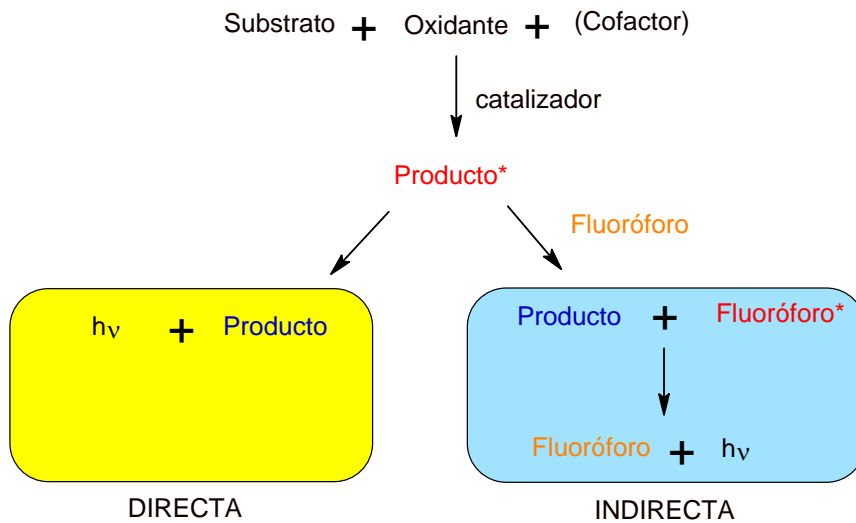 Substrato + Oxidante + (Cofactor)
catalizador
Producto*
Fluoróforo
hν + Producto
Producto + Fluoróforo*
Fluoróforo + hν
DIRECTA
INDIRECTA